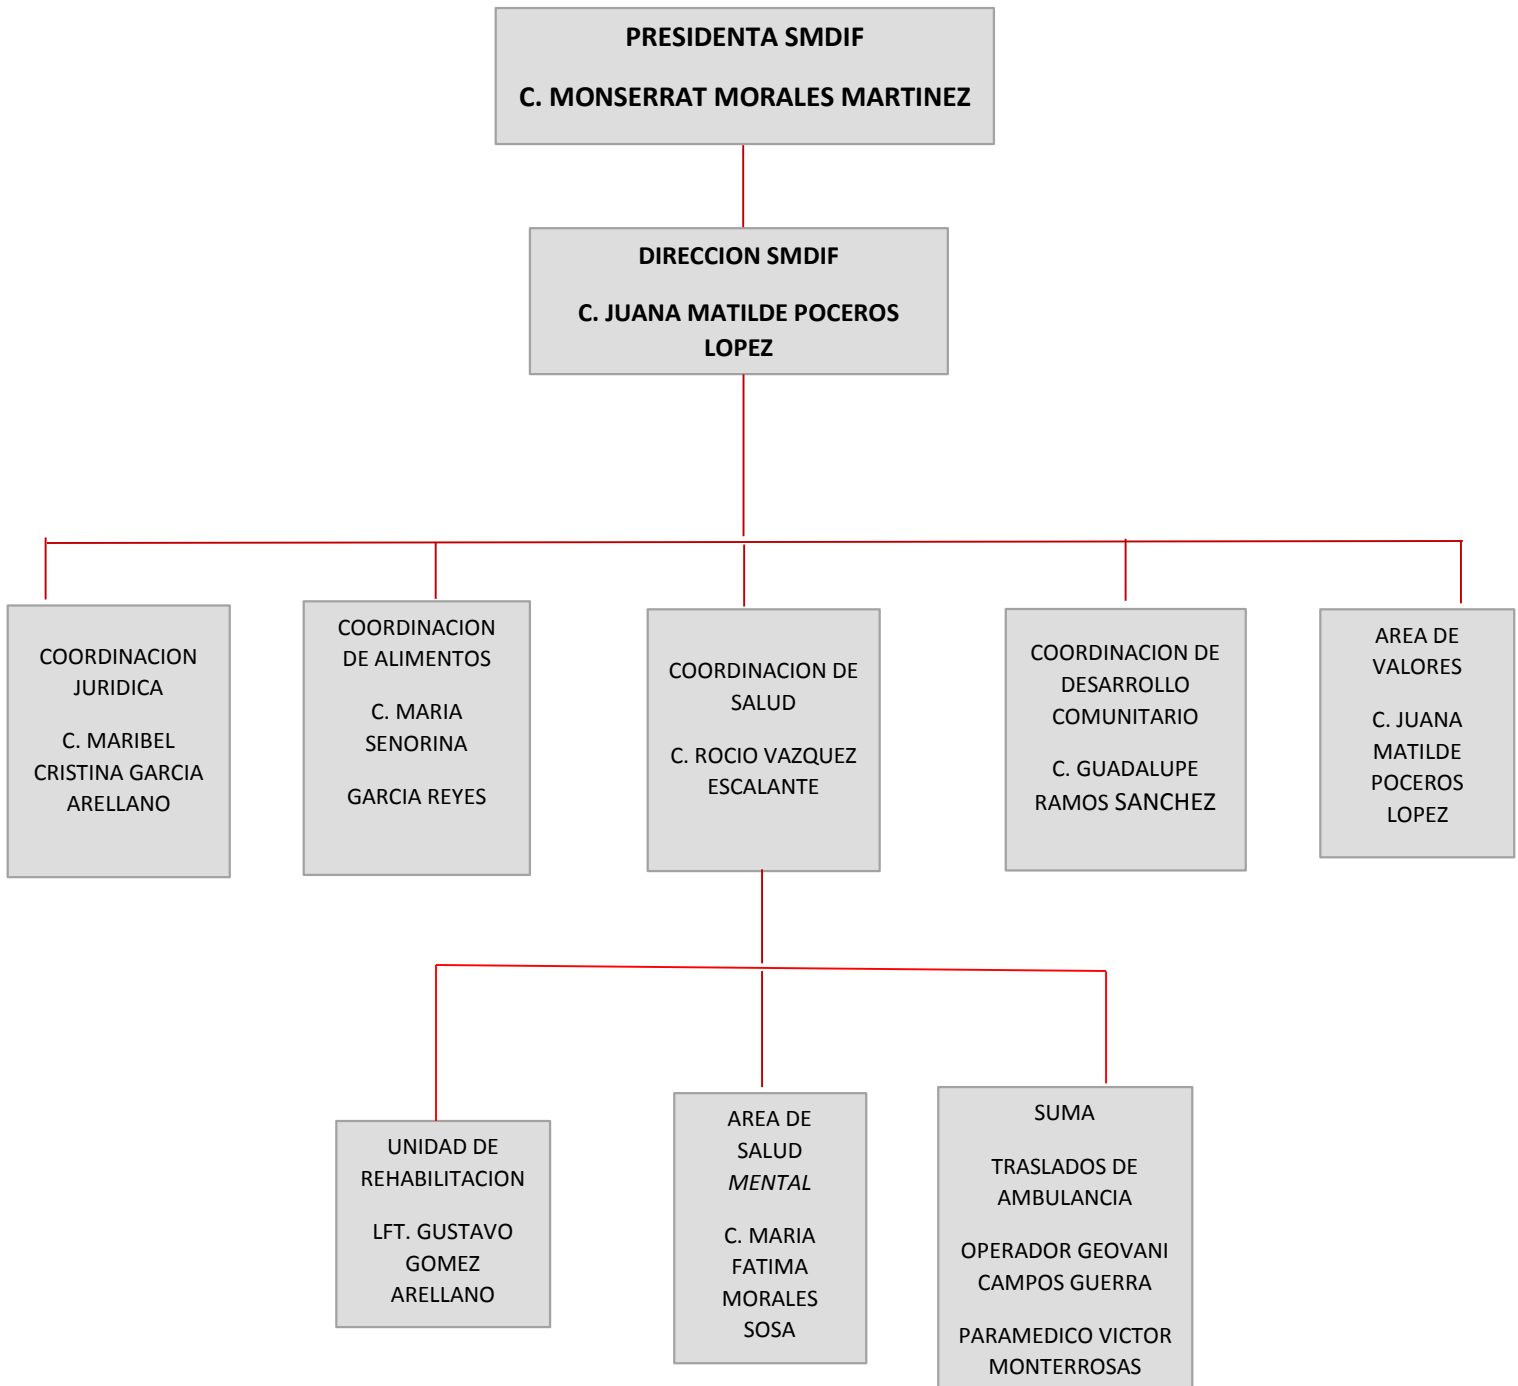 PRESIDENTA SMDIF
C. MONSERRAT MORALES MARTINEZ
DIRECCION SMDIF
C. JUANA MATILDE POCEROS
LOPEZ
COORDINACION
JURIDICA
C. MARIBEL
CRISTINA GARCIA
ARELLANO
COORDINACION
DE ALIMENTOS
C. MARIA
SENORINA
GARCIA REYES
COORDINACION DE
SALUD
C. ROCIO VAZQUEZ
ESCALANTE
COORDINACION DE
DESARROLLO
COMUNITARIO
C. GUADALUPE
RAMOS SANCHEZ
AREA DE
VALORES
C. JUANA
MATILDE
POCEROS
LOPEZ
UNIDAD DE
REHABILITACION
LFT. GUSTAVO
GOMEZ
ARELLANO
AREA DE
SALUD
MENTAL
C. MARIA
FATIMA
MORALES
SOSA
SUMA
TRASLADOS DE
AMBULANCIA
OPERADOR GEOVANI
CAMPOS GUERRA
PARAMEDICO VICTOR
MONTERROSAS